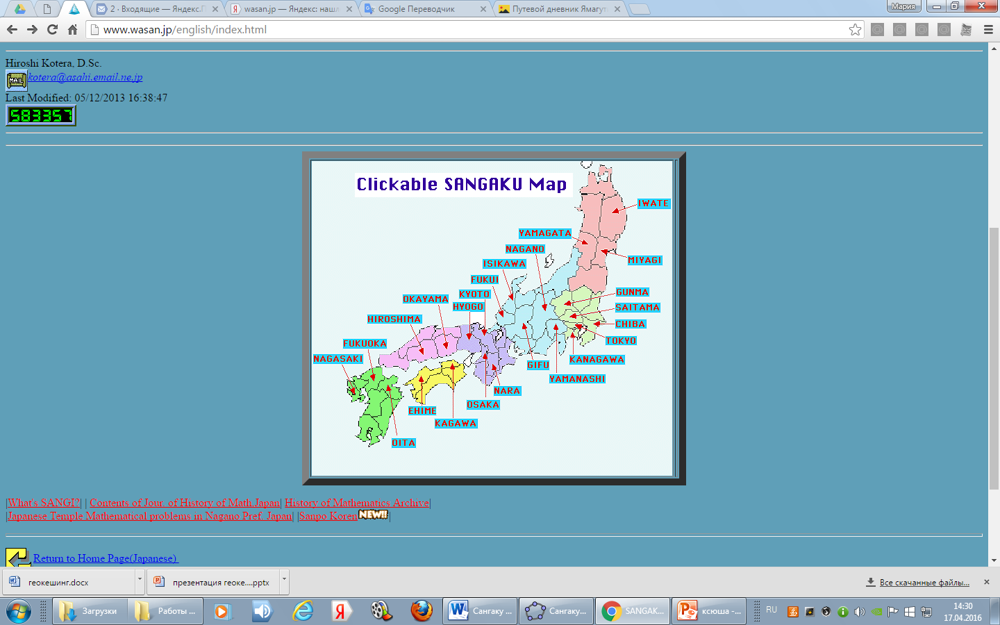 2 · Входящие — Яндекс.П
wasan.jp — Яндекс: нашл
Google Переводчик
Путевой дневник Ямагут
Мария
www.wasan.jp/english/index.html
Hiroshi Kotera, D.Sc.
MAIL kotera@asahi.email.ne.jp
Last Modified: 05/12/2013 16:38:47
583357
Clickable SANGAKU Map
IWATE
YAMAGATA
NAGANO
MIYAGI
ISIKAWA
FUKUI
GUNMA
KYOTO
OKAYAMA
HYOGO
SAITAMA
HIROSHIMA
CHIBA
TOKYO
FUKUOKA
NAGASAKI
KANAGAWA
GIFU
YAMANASHI
NARA
OSAKA
EHIME
KAGAWA
OITA
|What's SANGI?| | Contents of Jour. of History of Math.Japan| History of Mathematics Archive|
|Japanese Temple Mathematical problems in Nagano Pref. Japan| |Sanpo Koren NEW!! |
Return to Home Page(Japanese)
геокешинг.docx
презентация геоке....pptx
Все скачанные файлы...
Загрузки
Работы ...
Сангаку ...
Сангаку...
SANGAK...
ксюша -...
RU
14:30
17.04.2016